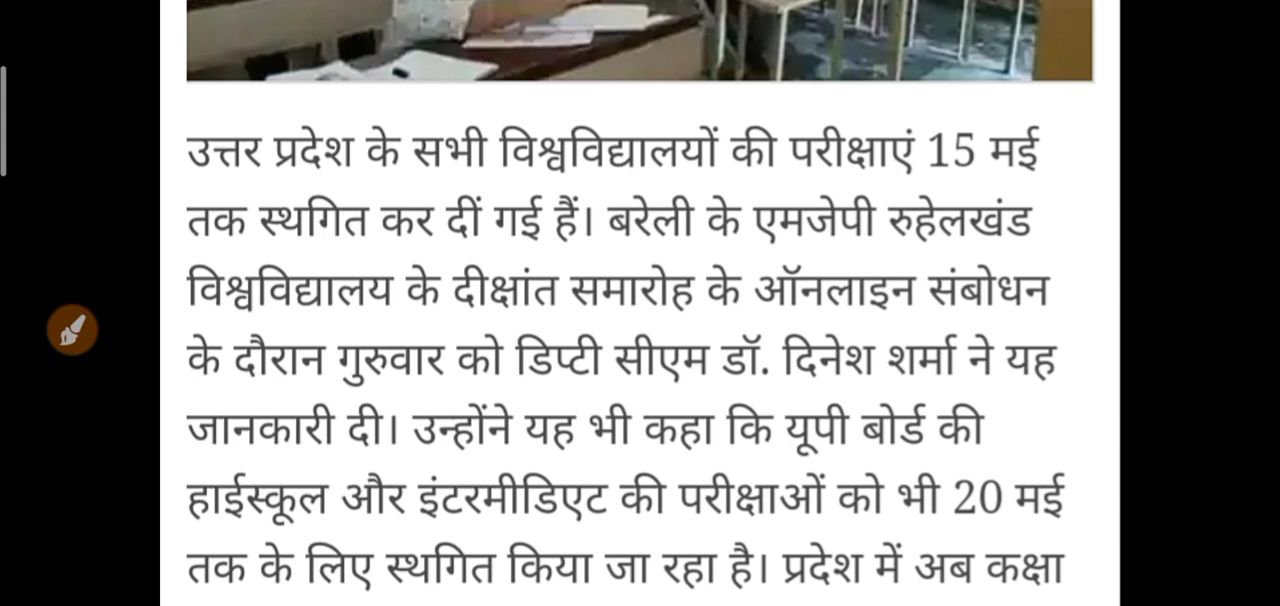 उत्तर प्रदेश के सभी विश्वविद्यालयों की परीक्षाएं 15 मई
तक स्थगित कर दीं गई हैं। बरेली के एमजेपी रुहेलखंड
विश्वविद्यालय के दीक्षांत समारोह के ऑनलाइन संबोधन
के दौरान गुरुवार को डिप्टी सीएम डॉ. दिनेश शर्मा ने यह
जानकारी दी। उन्होंने यह भी कहा कि यूपी बोर्ड की
हाईस्कूल और इंटरमीडिएट की परीक्षाओं को भी 20 मई
तक के लिए स्थगित किया जा रहा है। प्रदेश में अब कक्षा